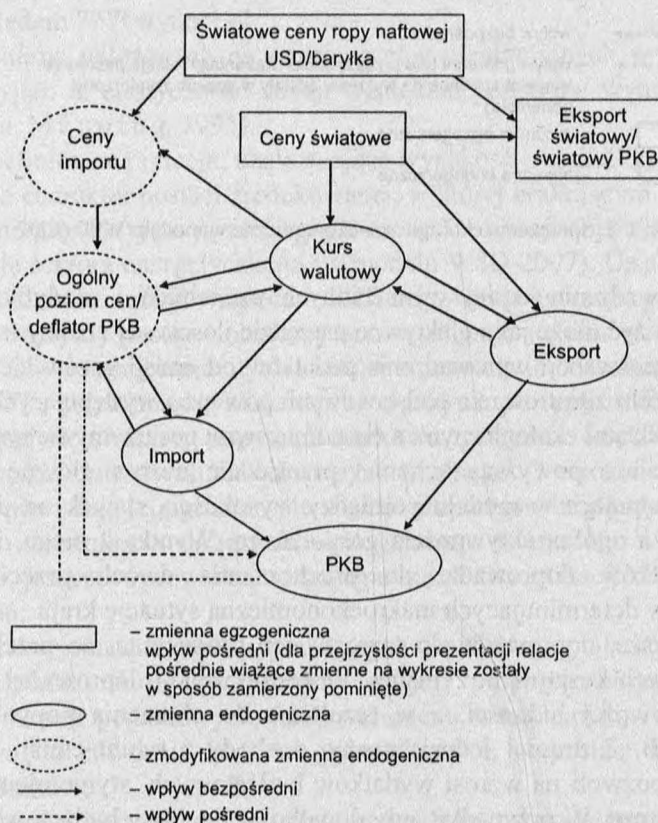 Światowe ceny ropy naftowej
USD/baryłka
Ceny
importu
Ceny światowe
Eksport
światowy/
światowy PKB
Kurs
walutowy
Ogólny
poziom cen/
deflator PKB
Eksport
Import
PKB
– zmienna egzogeniczna
– wpływ pośredni (dla przejrzystości prezentacji relacje
pośrednie wiążące zmienne na wykresie zostały
w sposób zamierzony pominięte)
– zmienna endogeniczna
– zmodyfikowana zmienna endogeniczna
– wpływ bezpośredni
– wpływ pośredni